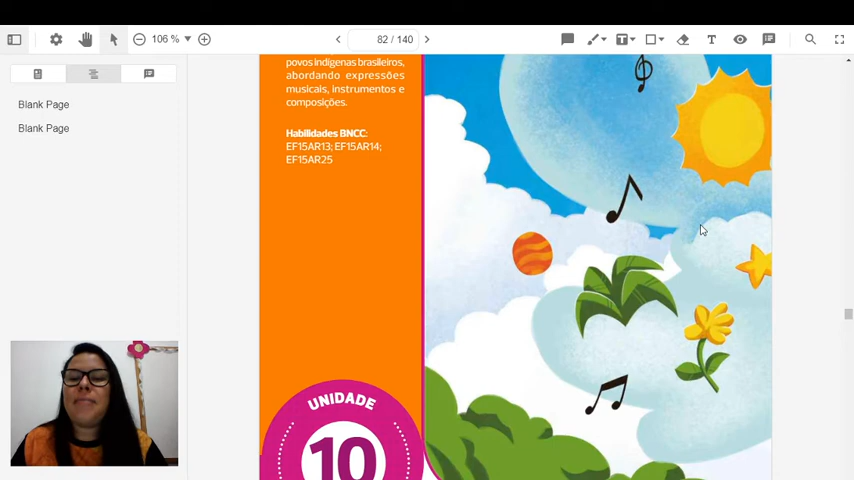 106 %
82 / 140
Blank Page
Blank Page
povos indígenas brasileiros,
abordando expressões
musicais, instrumentos e
composições.
Habilidades BNCC:
EF15AR13; EF15AR14;
EF15AR25
UNIDADE
10